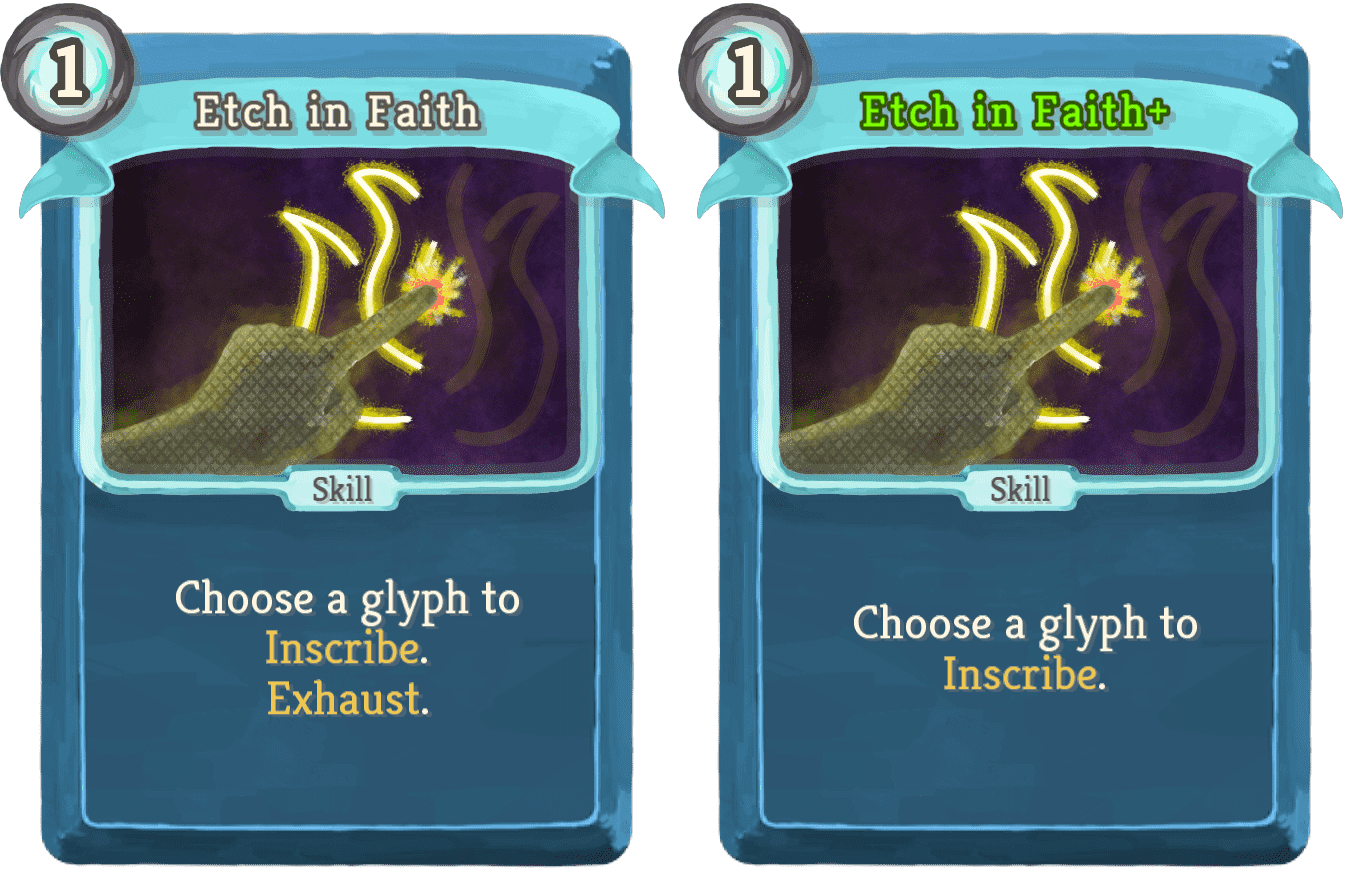 1
Etch in Faith
Skill
Choose a glyph to
Inscribe.
Exhaust.
1
Etch in Faith+
Skill
Choose a glyph to
Inscribe.